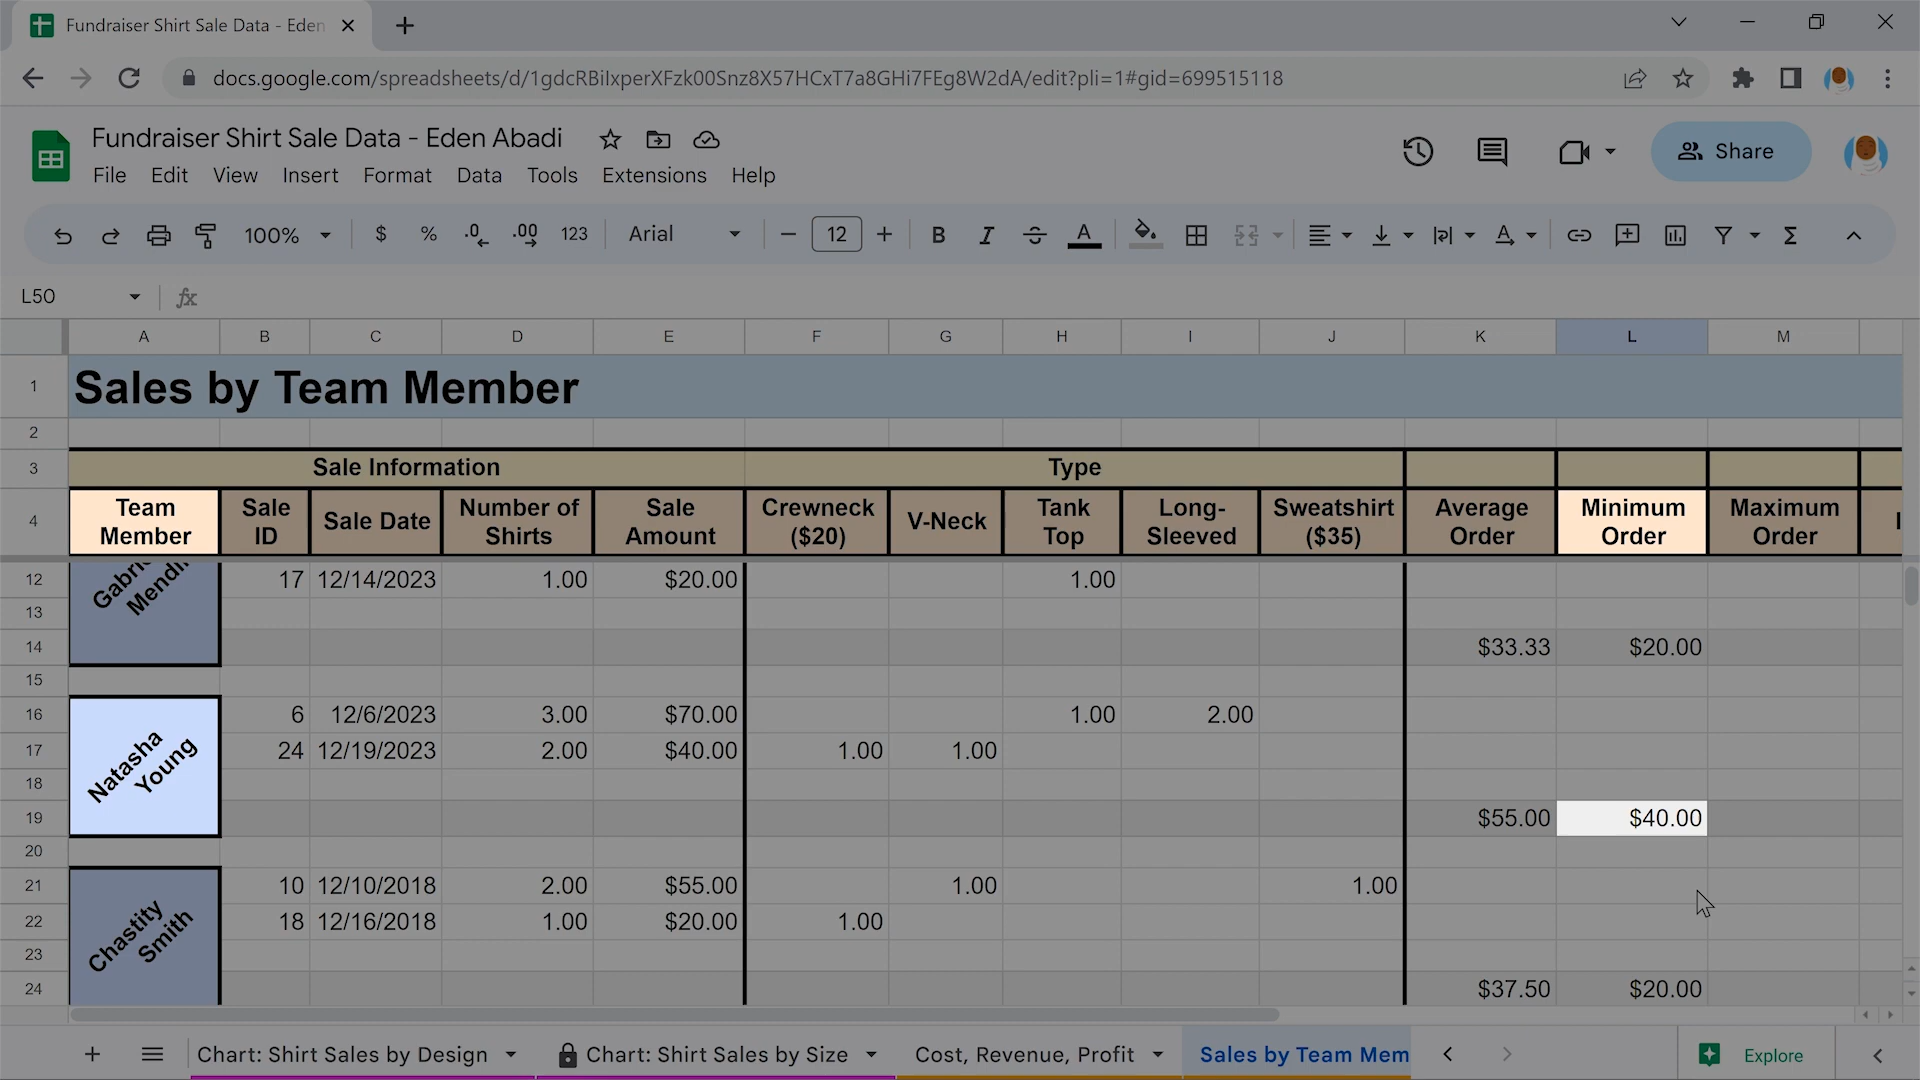 Fundraiser Shirt Sale Data - Eden
docs.google.com/spreadsheets/d/1gdcRBiIxperXFzk00Snz8X57HCxT7a8GHi7FEg8W2dA/edit?pli=1#gid=699515118
Fundraiser Shirt Sale Data - Eden Abadi
File Edit View Insert Format Data Tools Extensions Help
Share
100% $ % .0 .00 123 Arial 12 B I A A Σ
L50 fx
A B C D E F G H I J K L M
1 Sales by Team Member
2
3 Sale Information Type
4 Team Member Sale ID Sale Date Number of Shirts Sale Amount Crewneck ($20) V-Neck Tank Top Long-Sleeved Sweatshirt ($35) Average Order Minimum Order Maximum Order
12 17 12/14/2023 1.00 $20.00 1.00
13
14 $33.33 $20.00
15
16 6 12/6/2023 3.00 $70.00 1.00 2.00
Natasha Young
17 24 12/19/2023 2.00 $40.00 1.00 1.00
18
19 $55.00 $40.00
20
21 10 12/10/2018 2.00 $55.00 1.00 1.00
Chastity Smith
22 18 12/16/2018 1.00 $20.00 1.00
23
24 $37.50 $20.00
Chart: Shirt Sales by Design Chart: Shirt Sales by Size Cost, Revenue, Profit Sales by Team Mem Explore